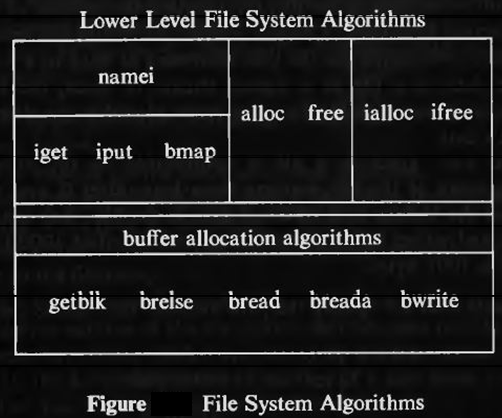 Lower Level File System Algorithms
namei
alloc free ialloc ifree
iget iput bmap
buffer allocation algorithms
getblk brelse bread breada bwrite
Figure File System Algorithms